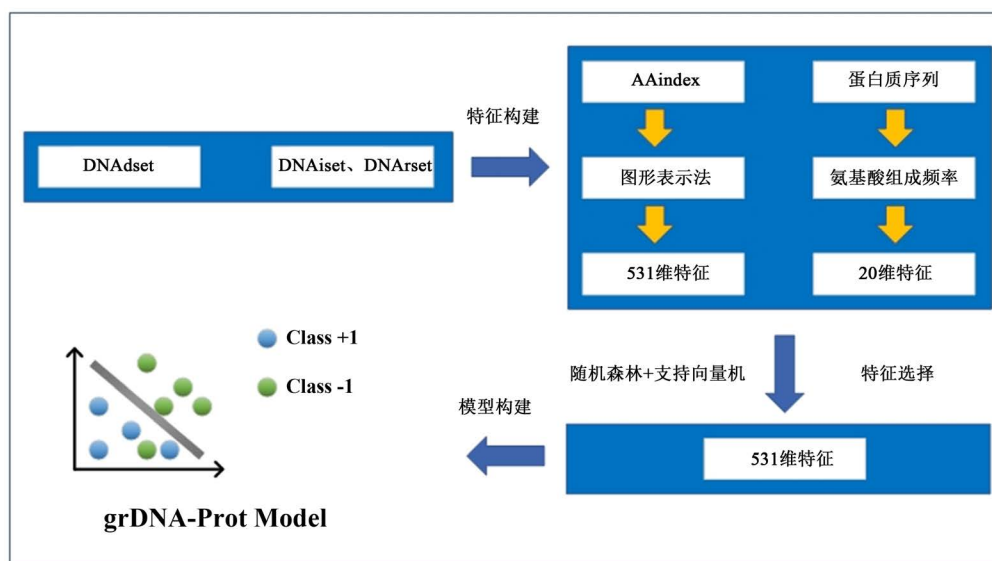 DNAdset
DNAiset、DNArset
特征构建
AAindex
蛋白质序列
图形表示法
氨基酸组成频率
531维特征
20维特征
随机森林+支持向量机
特征选择
531维特征
模型构建
Class +1
Class -1
grDNA-Prot Model